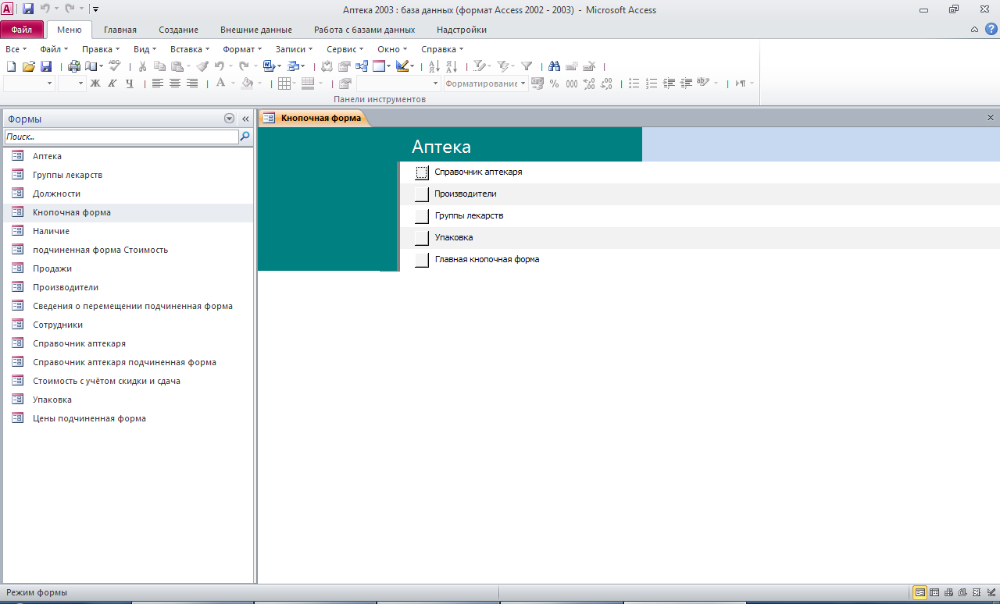 Аптека 2003 : база данных (формат Access 2002 - 2003) - Microsoft Access
Файл Меню Главная Создание Внешние данные Работа с базами данных Надстройки
Все Файл Правка Вид Вставка Формат Записи Сервис Окно Справка
Ж К Ч А Форматирование % 000
Панели инструментов
Формы
Поиск...
Аптека
Группы лекарств
Должности
Кнопочная форма
Наличие
подчиненная форма Стоимость
Продажи
Производители
Сведения о перемещении подчиненная форма
Сотрудники
Справочник аптекаря
Справочник аптекаря подчиненная форма
Стоимость с учётом скидки и сдача
Упаковка
Цены подчиненная форма
Кнопочная форма
Аптека
Справочник аптекаря
Производители
Группы лекарств
Упаковка
Главная кнопочная форма
Режим формы